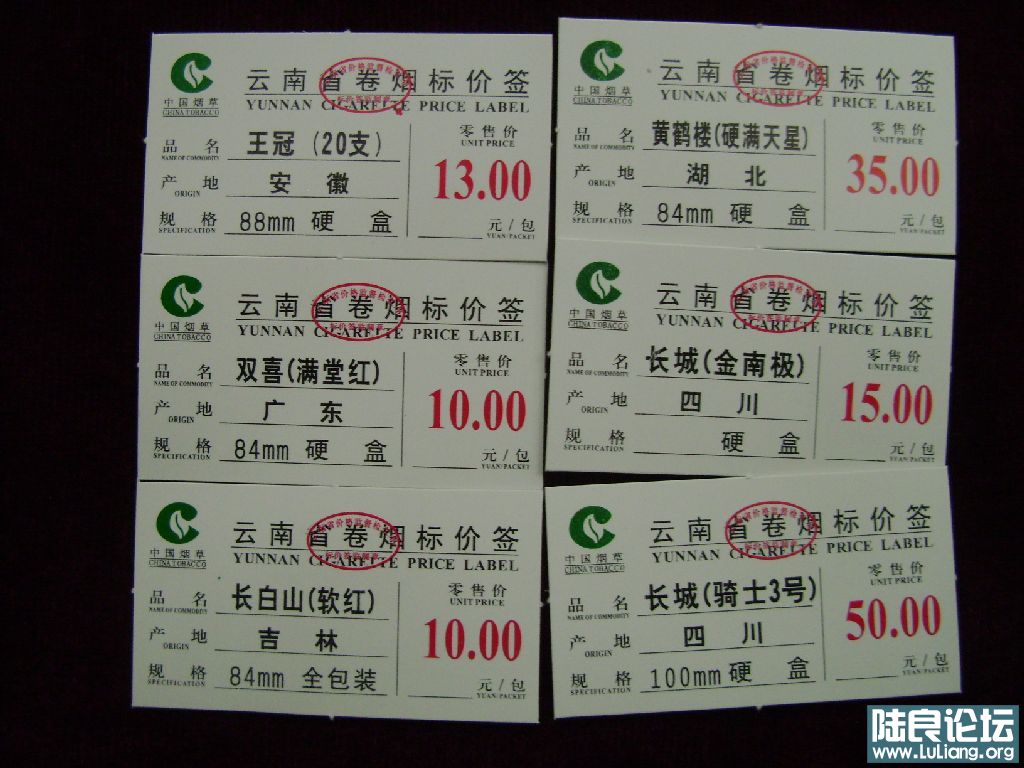 中国烟草
CHINA TOBACCO
云南省卷烟标价签
YUNNAN CIGARETTE PRICE LABEL
品名 王冠(20支)
NAME OF COMMODITY
产地 安徽
ORIGIN
规格 88mm 硬盒
SPECIFICATION
零售价
UNIT PRICE
13.00
元/包
YUAN/PACKET
中国烟草
CHINA TOBACCO
云南省卷烟标价签
YUNNAN CIGARETTE PRICE LABEL
品名 黄鹤楼(硬满天星)
NAME OF COMMODITY
产地 湖北
ORIGIN
规格 84mm 硬盒
SPECIFICATION
零售价
UNIT PRICE
35.00
元/包
YUAN/PACKET
中国烟草
CHINA TOBACCO
云南省卷烟标价签
YUNNAN CIGARETTE PRICE LABEL
品名 双喜(满堂红)
NAME OF COMMODITY
产地 广东
ORIGIN
规格 84mm 硬盒
SPECIFICATION
零售价
UNIT PRICE
10.00
元/包
YUAN/PACKET
中国烟草
CHINA TOBACCO
云南省卷烟标价签
YUNNAN CIGARETTE PRICE LABEL
品名 长城(金南极)
NAME OF COMMODITY
产地 四川
ORIGIN
规格 硬盒
SPECIFICATION
零售价
UNIT PRICE
15.00
元/包
YUAN/PACKET
中国烟草
CHINA TOBACCO
云南省卷烟标价签
YUNNAN CIGARETTE PRICE LABEL
品名 长白山(软红)
NAME OF COMMODITY
产地 吉林
ORIGIN
规格 84mm 全包装
SPECIFICATION
零售价
UNIT PRICE
10.00
元/包
YUAN/PACKET
中国烟草
CHINA TOBACCO
云南省卷烟标价签
YUNNAN CIGARETTE PRICE LABEL
品名 长城(骑士3号)
NAME OF COMMODITY
产地 四川
ORIGIN
规格 100mm 硬盒
SPECIFICATION
零售价
UNIT PRICE
50.00
元/包
YUAN/PACKET
陆良论坛
www.LuLiang.org